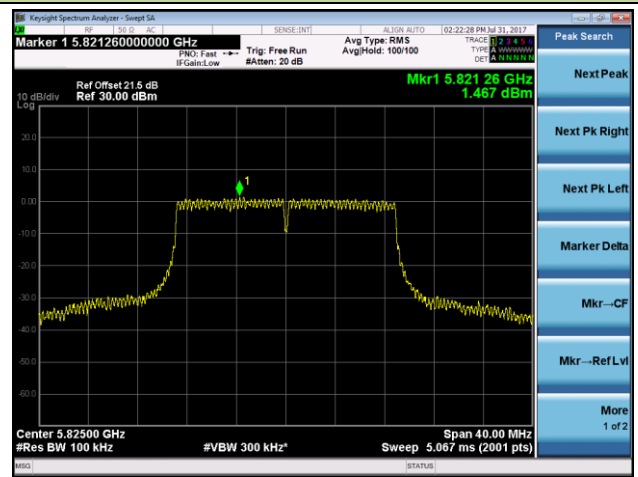 Keysight Spectrum Analyzer - Swept SA
RF 50 Ω AC SENSE:INT ALIGN AUTO 02:22:28 PM Jul 31, 2017
Marker 1 5.821260000000 GHz
PNO: Fast
IFGain:Low
Trig: Free Run
#Atten: 20 dB
Avg Type: RMS
Avg|Hold: 100/100
TRACE 1 2 3 4 5 6
TYPE A WWWWW
DET A N N N N N
Peak Search
Ref Offset 21.5 dB
Ref 30.00 dBm
10 dB/div
Log
Mkr1 5.821 26 GHz
1.467 dBm
Next Peak
20.0
Next Pk Right
10.0
1
Next Pk Left
0.00
-10.0
Marker Delta
-20.0
-30.0
Mkr→CF
-40.0
-50.0
Mkr→Ref Lvl
-60.0
More
1 of 2
Center 5.82500 GHz
Span 40.00 MHz
#Res BW 100 kHz
#VBW 300 kHz*
Sweep 5.067 ms (2001 pts)
MSG
STATUS